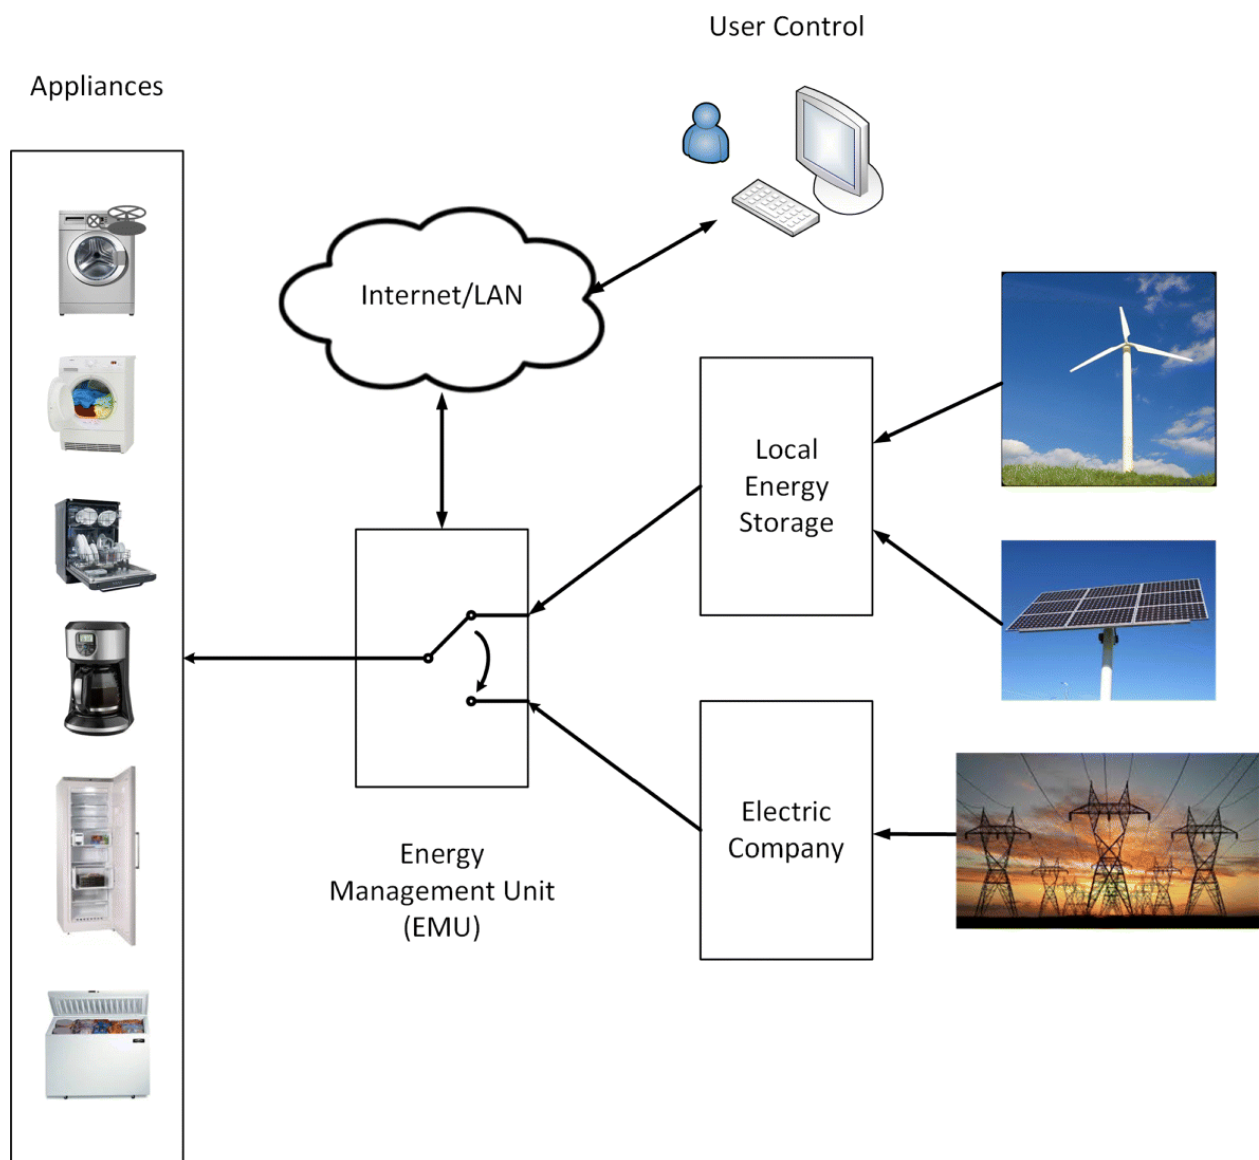 User Control
Appliances
Internet/LAN
Local
Energy
Storage
Electric
Company
Energy
Management Unit
(EMU)